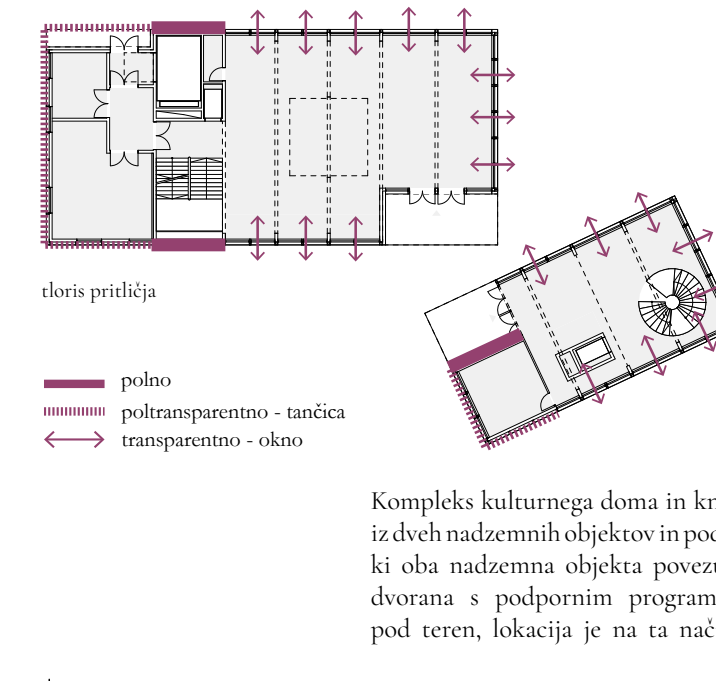 tloris pritličja
polno
poltransparentno - tančica
transparentno - okno
Kompleks kulturnega doma in
iz dveh nadzemnih objektov in
ki oba nadzemna objekta
dvorana s podpornim
pod teren, lokacija je na ta